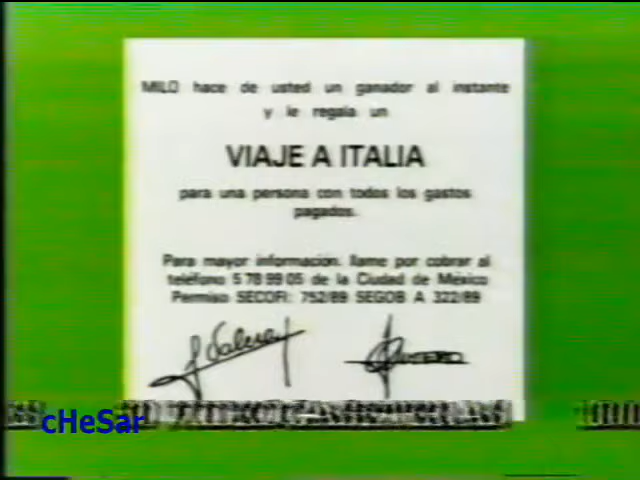 MILO hace de usted un ganador al instante
y le regala un
VIAJE A ITALIA
para una persona con todos los gastos
pagados.
Para mayor información, llame por cobrar al
teléfono 5 78 99 05 de la Ciudad de México
Permiso SECOFI: 752/89 SEGOB A 322/89
cHeSar